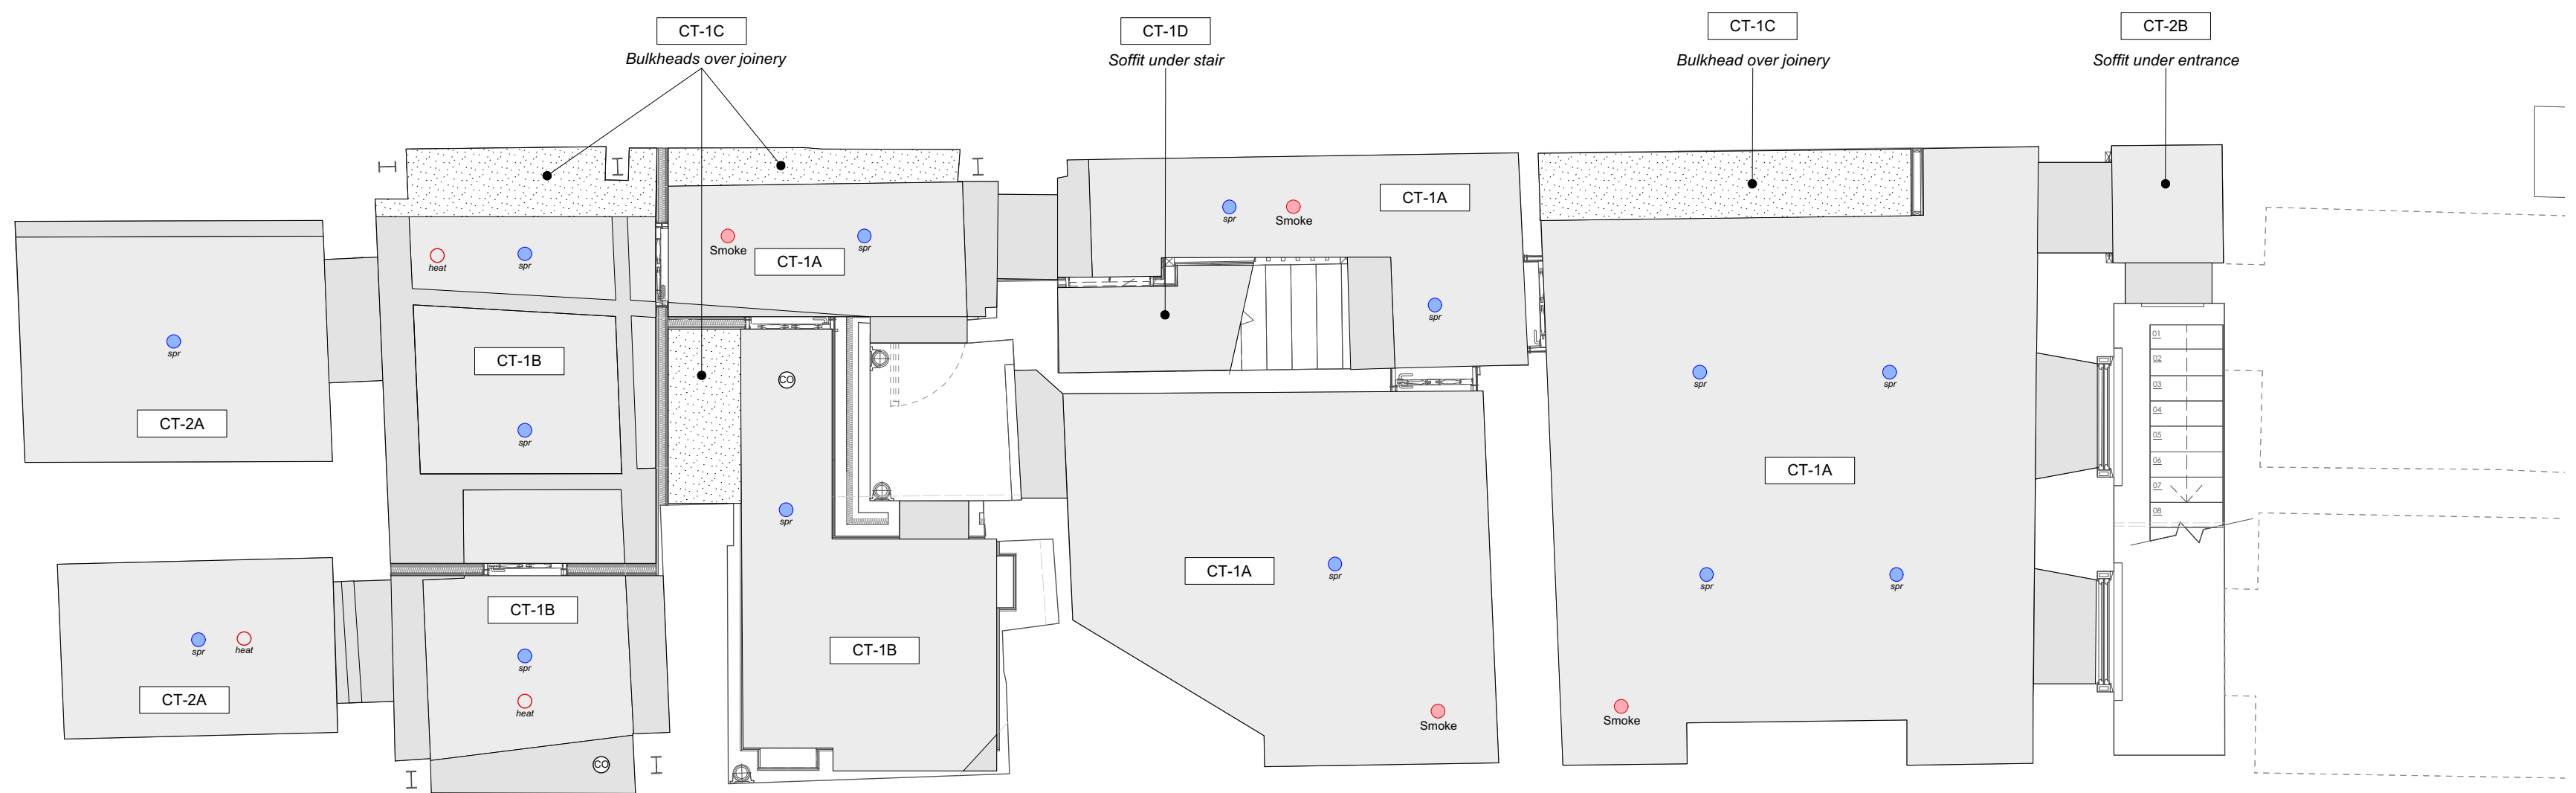 CT-1C
Bulkheads over joinery
CT-1D
Soffit under stair
CT-1C
Bulkhead over joinery
CT-2B
Soffit under entrance
heat
spr
Smoke
spr
CT-1A
spr
Smoke
CT-1A
spr
spr
CT-2A
CT-1B
spr
CO
spr
spr
spr
CT-1A
spr
spr
01
02
03
04
05
06
07
08
spr
CT-1A
spr
Smoke
spr
heat
CT-2A
CT-1B
spr
heat
CO
CT-1B
Smoke